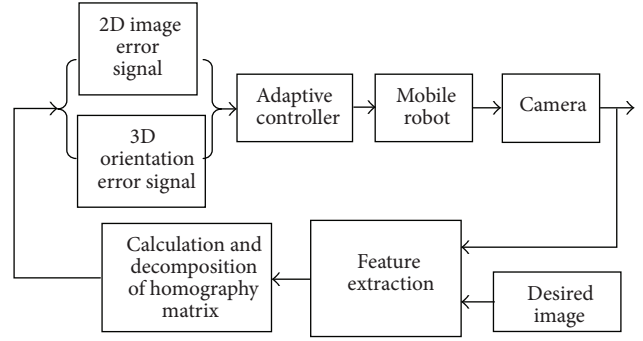 2D image
error
signal
3D
orientation
error signal
Adaptive
controller
Mobile
robot
Camera
Calculation and
decomposition
of homography
matrix
Feature
extraction
Desired
image